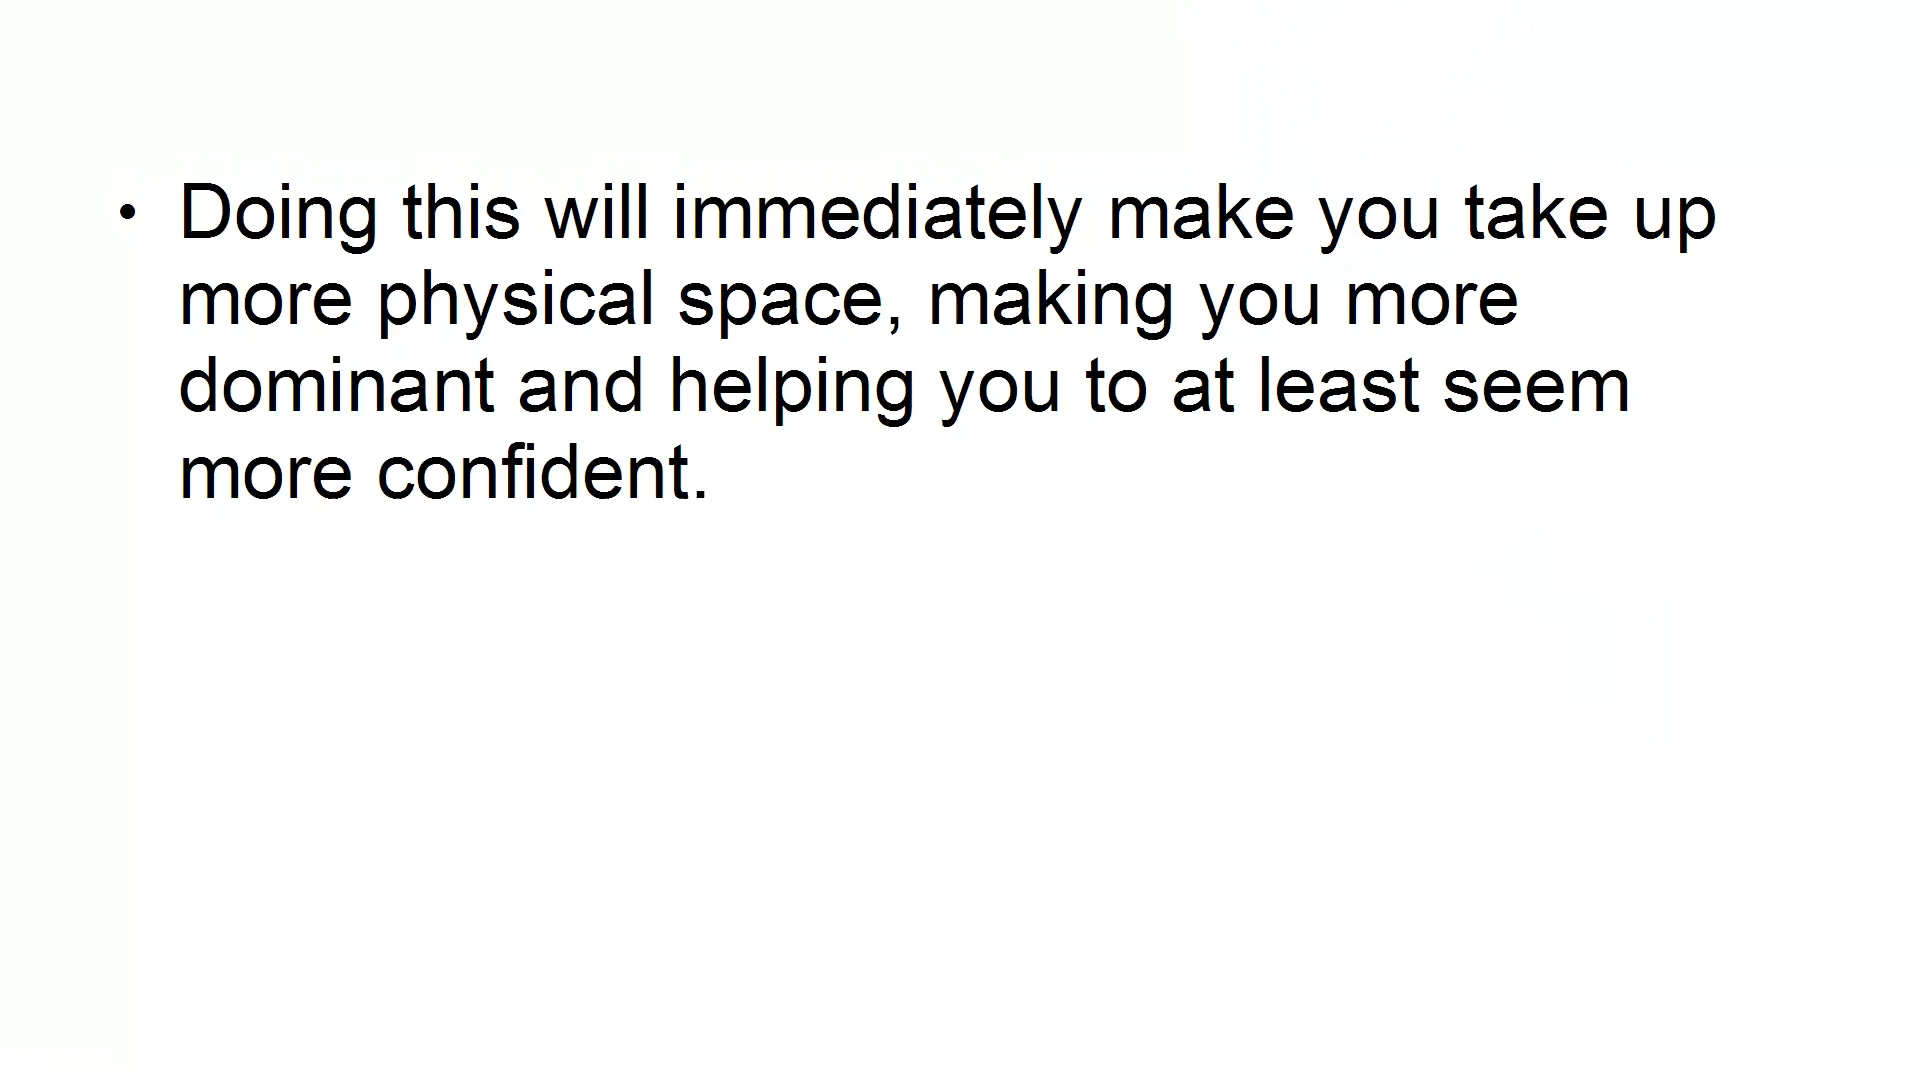 • Doing this will immediately make you take up
more physical space, making you more
dominant and helping you to at least seem
more confident.